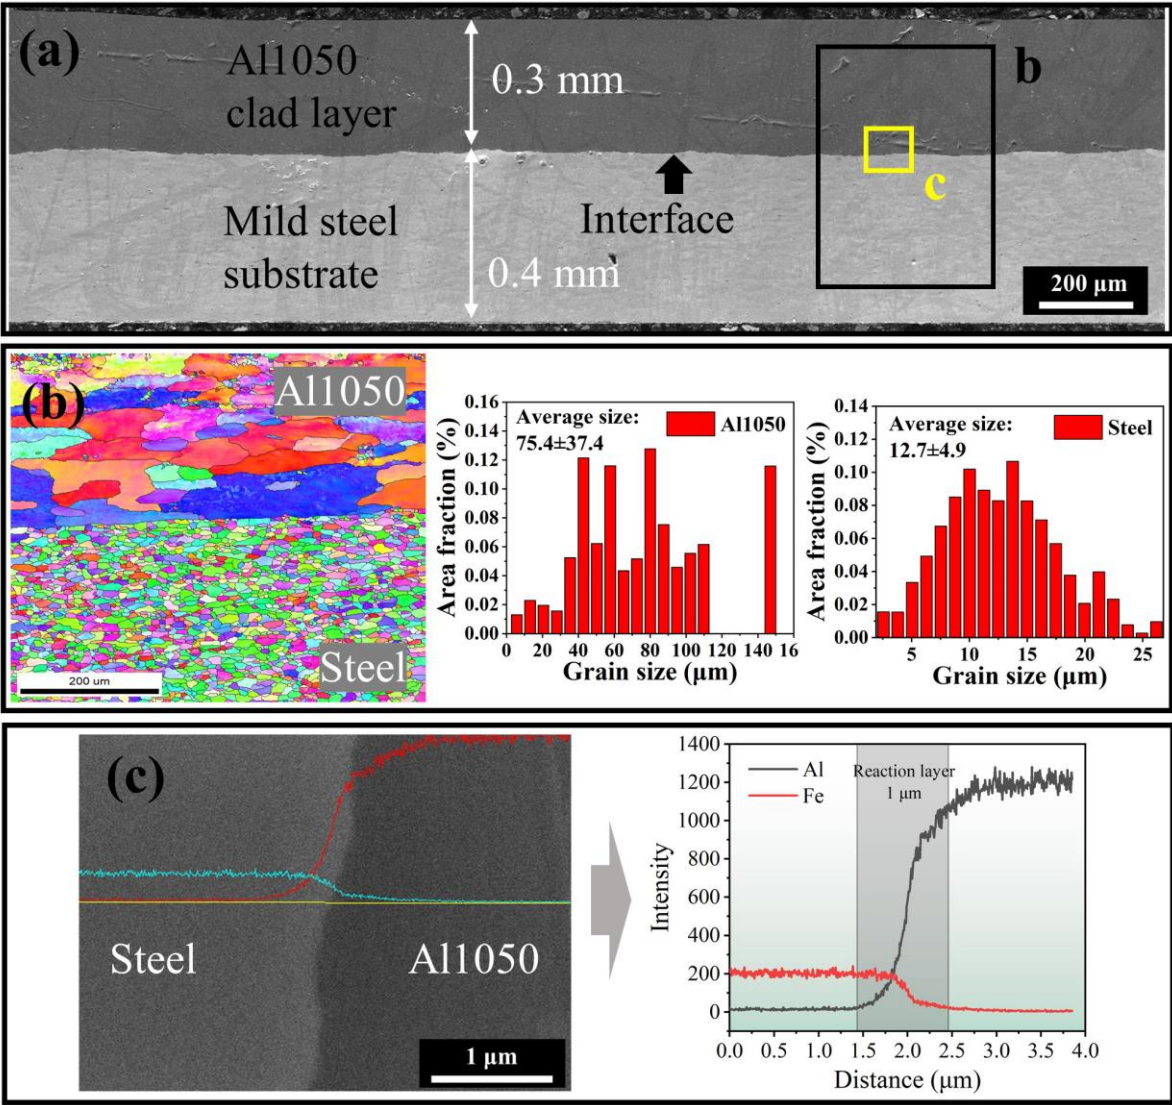 (a)
Al1050
clad layer
0.3 mm
b
c
Interface
Mild steel
substrate
0.4 mm
200 μm
(b)
Al1050
Steel
200 um
Average size:
75.4±37.4
Al1050
Area fraction (%)
0.16
0.14
0.12
0.10
0.08
0.06
0.04
0.02
0.00
0 20 40 60 80 100 120 140 16
Grain size (μm)
Average size:
12.7±4.9
Steel
Area fraction (%)
0.14
0.12
0.10
0.08
0.06
0.04
0.02
0.00
5 10 15 20 25
Grain size (μm)
(c)
Steel
Al1050
1 μm
Al
Fe
Reaction layer
1 μm
Intensity
1400
1200
1000
800
600
400
200
0
0.0 0.5 1.0 1.5 2.0 2.5 3.0 3.5 4.0
Distance (μm)